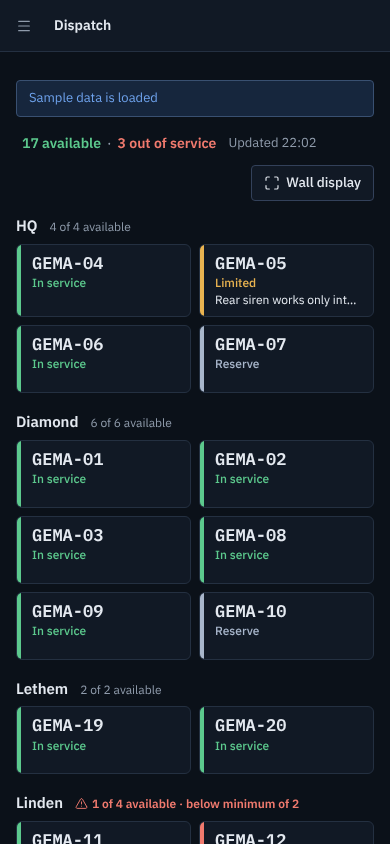 Dispatch
Sample data is loaded
17 available · 3 out of service Updated 22:02
Wall display
HQ 4 of 4 available
GEMA-04
In service
GEMA-05
Limited
Rear siren works only int...
GEMA-06
In service
GEMA-07
Reserve
Diamond 6 of 6 available
GEMA-01
In service
GEMA-02
In service
GEMA-03
In service
GEMA-08
In service
GEMA-09
In service
GEMA-10
Reserve
Lethem 2 of 2 available
GEMA-19
In service
GEMA-20
In service
Linden 1 of 4 available · below minimum of 2
GEMA-11
GEMA-12